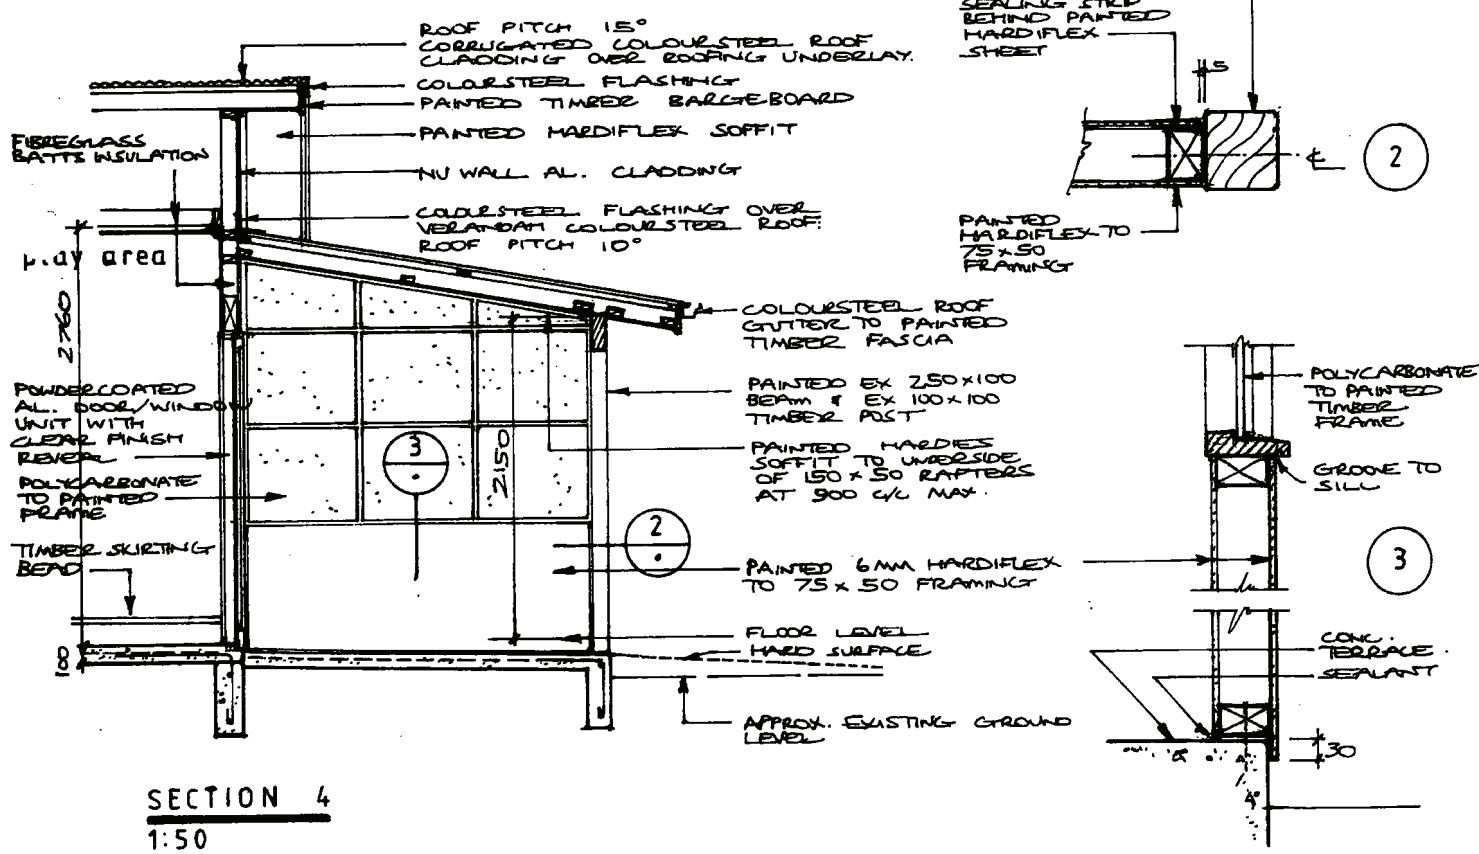 ROOF PITCH 15°
CORRUGATED COLOURSTEEL ROOF
CLADDING OVER ROOFING UNDERLAY.
COLORSTEEL FLASHING
PAINTED TIMBER BARGEBOARD
PAINTED HARDIFLEX SOFFIT
NU WALL AL. CLADDING
COLOURSTEEL FLASHING OVER
VERANDAH COLOURSTEEL ROOF.
ROOF PITCH 10°
FIBREGLASS
BATTS INSULATION
play area
2760
POWDERCOATED
AL. DOOR/WINDOW
UNIT WITH
CLEAR FINISH
REVEAL
POLYCARBONATE
TO PAINTED
FRAME
TIMBER SKIRTING
BEAD
100
3
2150
2
COLOURSTEEL ROOF
GUTTER TO PAINTED
TIMBER FASCIA
PAINTED EX 250x100
BEAM & EX 100x100
TIMBER POST
PAINTED HARDIES
SOFFIT TO UNDERSIDE
OF 150 x 50 RAFTERS
AT 900 C/C MAX.
PAINTED 6MM HARDIFLEX
TO 75 x 50 FRAMING
FLOOR LEVEL
HARD SURFACE
APPROX. EXISTING GROUND
LEVEL
SECTION 4
1:50
SEALING STRIP
BEHIND PAINTED
HARDIFLEX
SHEET
5
2
PAINTED
HARDIFLEX TO
75x50
FRAMING
POLYCARBONATE
TO PAINTED
TIMBER
FRAME
GROOVE TO
SILL
3
CONC.
TERRACE.
SEALANT
30